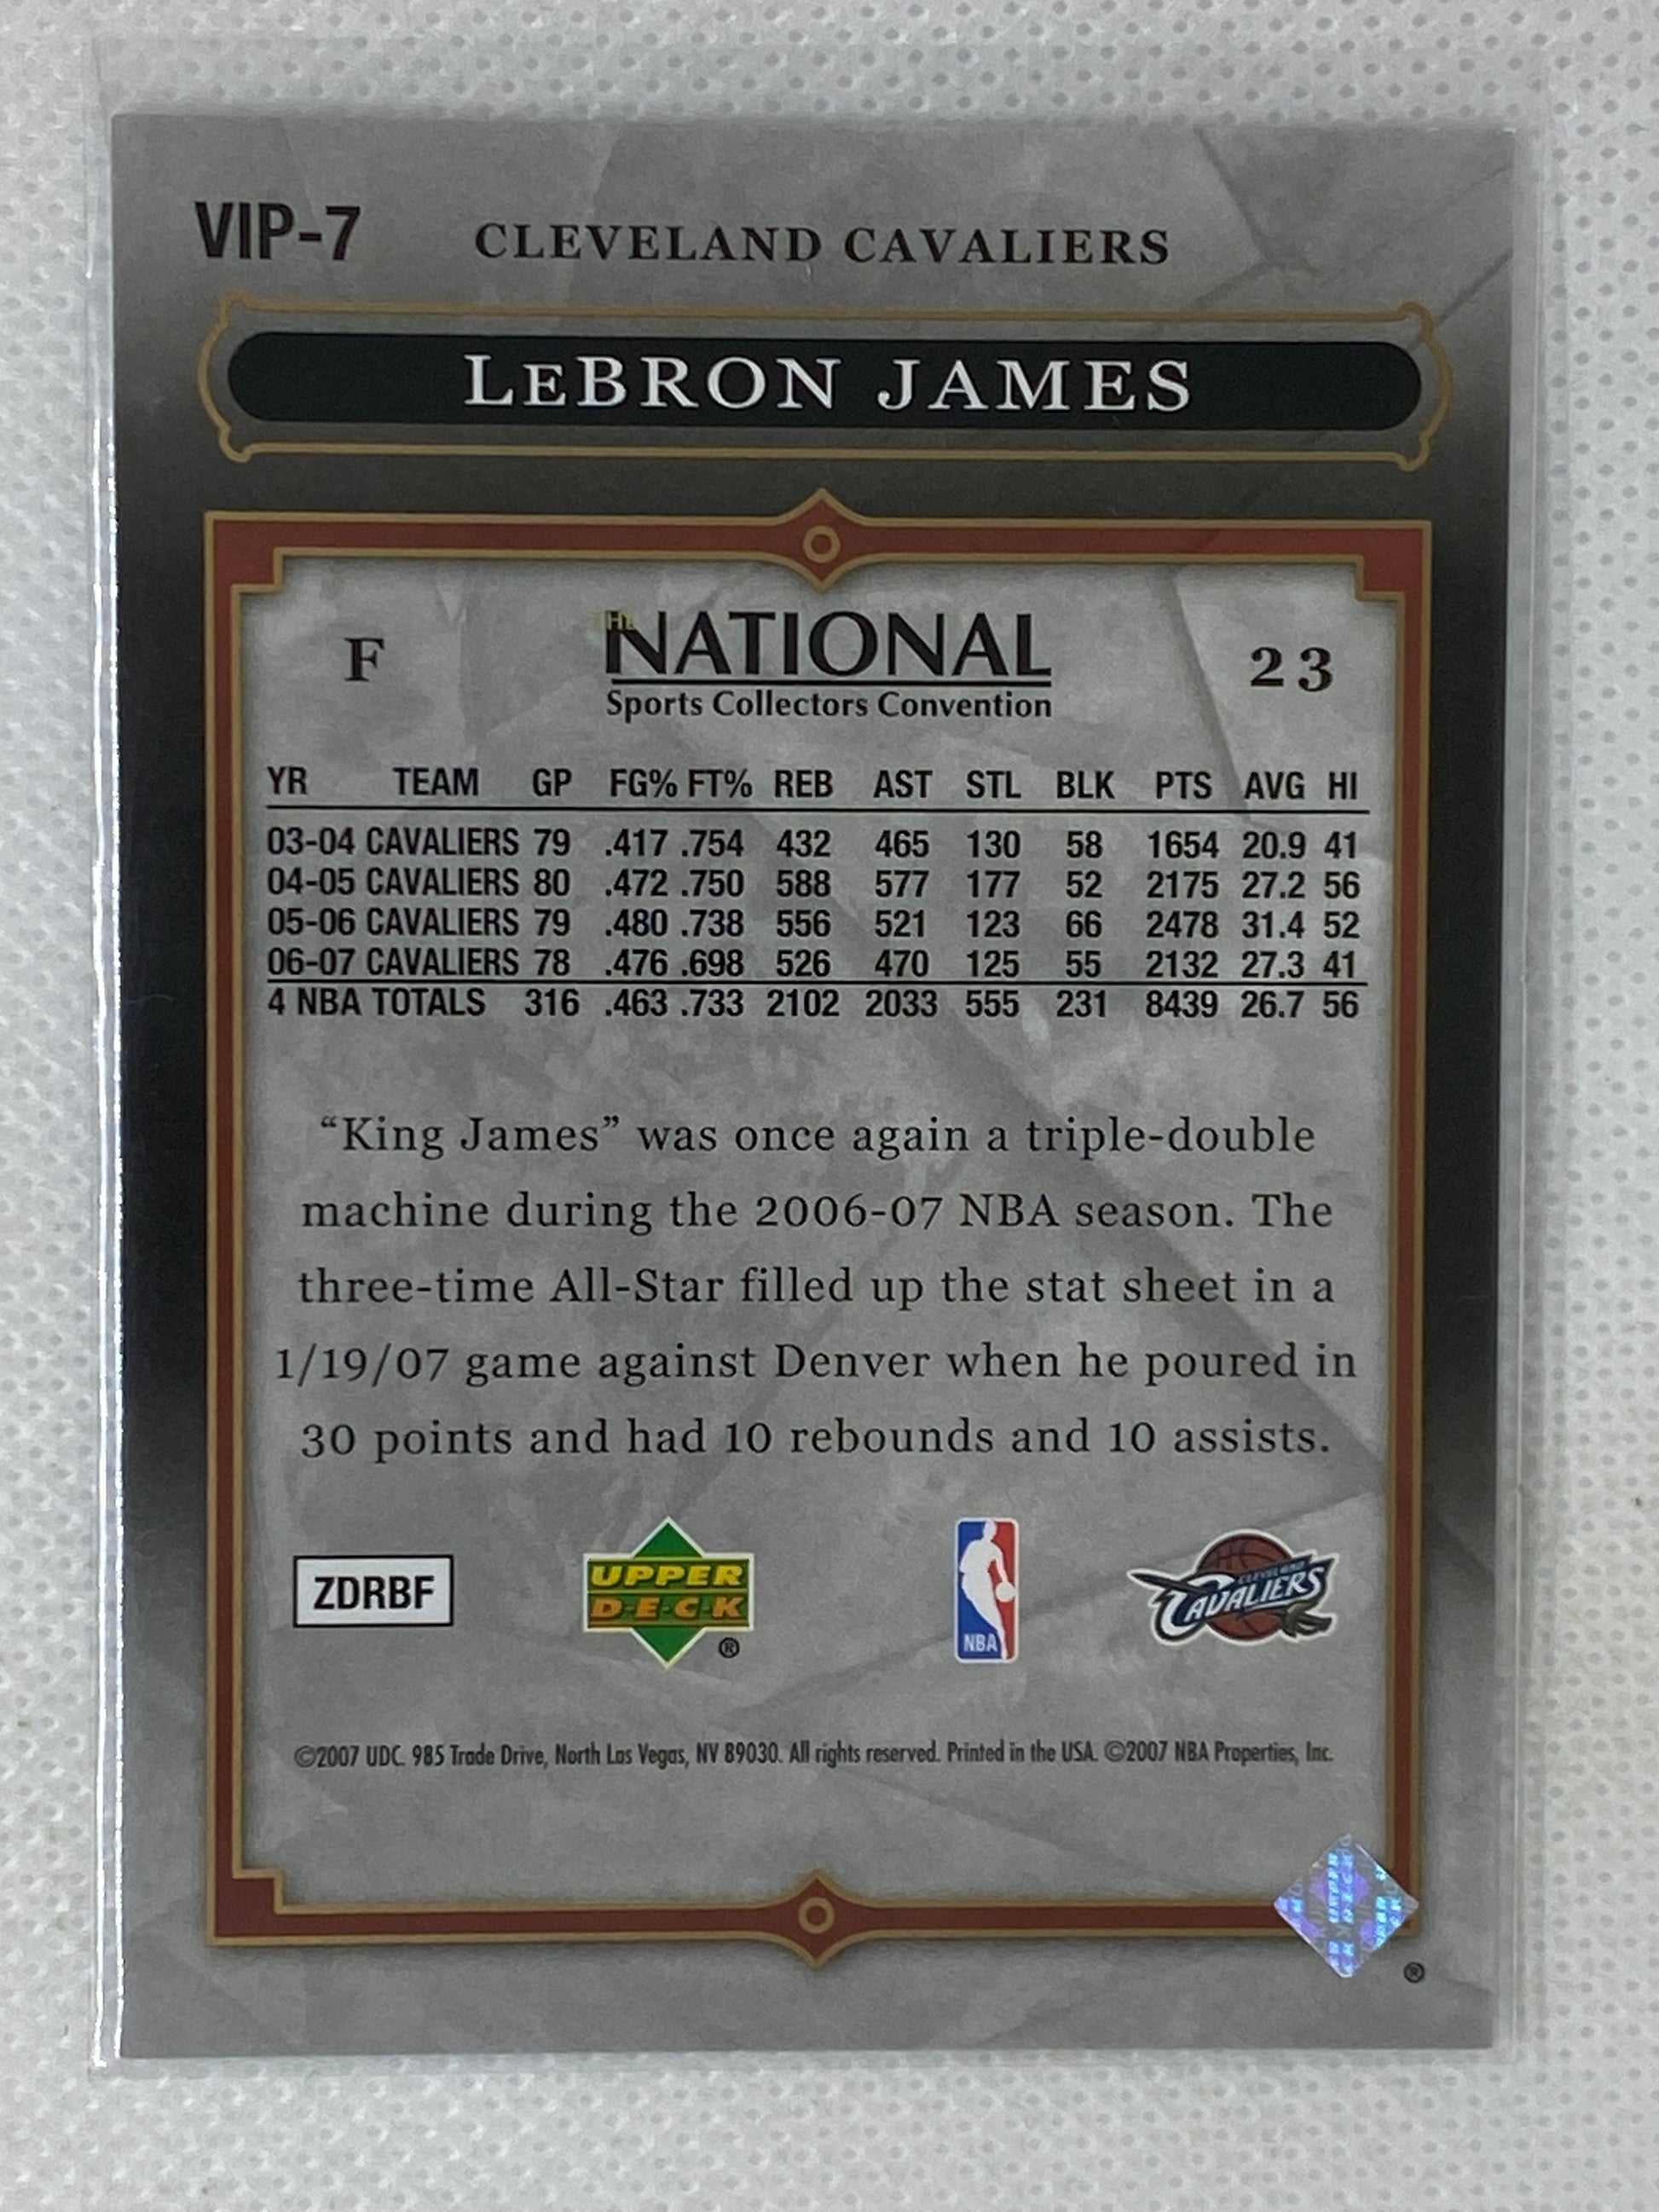 VIP-7 CLEVELAND CAVALIERS
LeBRON JAMES
F THE NATIONAL 23
Sports Collectors Convention
YR TEAM GP FG% FT% REB AST STL BLK PTS AVG HI
03-04 CAVALIERS 79 .417 .754 432 465 130 58 1654 20.9 41
04-05 CAVALIERS 80 .472 .750 588 577 177 52 2175 27.2 56
05-06 CAVALIERS 79 .480 .738 556 521 123 66 2478 31.4 52
06-07 CAVALIERS 78 .476 .698 526 470 125 55 2132 27.3 41
4 NBA TOTALS 316 .463 .733 2102 2033 555 231 8439 26.7 56
“King James” was once again a triple-double
machine during the 2006-07 NBA season. The
three-time All-Star filled up the stat sheet in a
1/19/07 game against Denver when he poured in
30 points and had 10 rebounds and 10 assists.
ZDRBF
UPPER
D·E·C·K
®
NBA
CLEVELAND
CAVALIERS
©2007 UDC. 985 Trade Drive, North Las Vegas, NV 89030. All rights reserved. Printed in the USA. ©2007 NBA Properties, Inc.
®